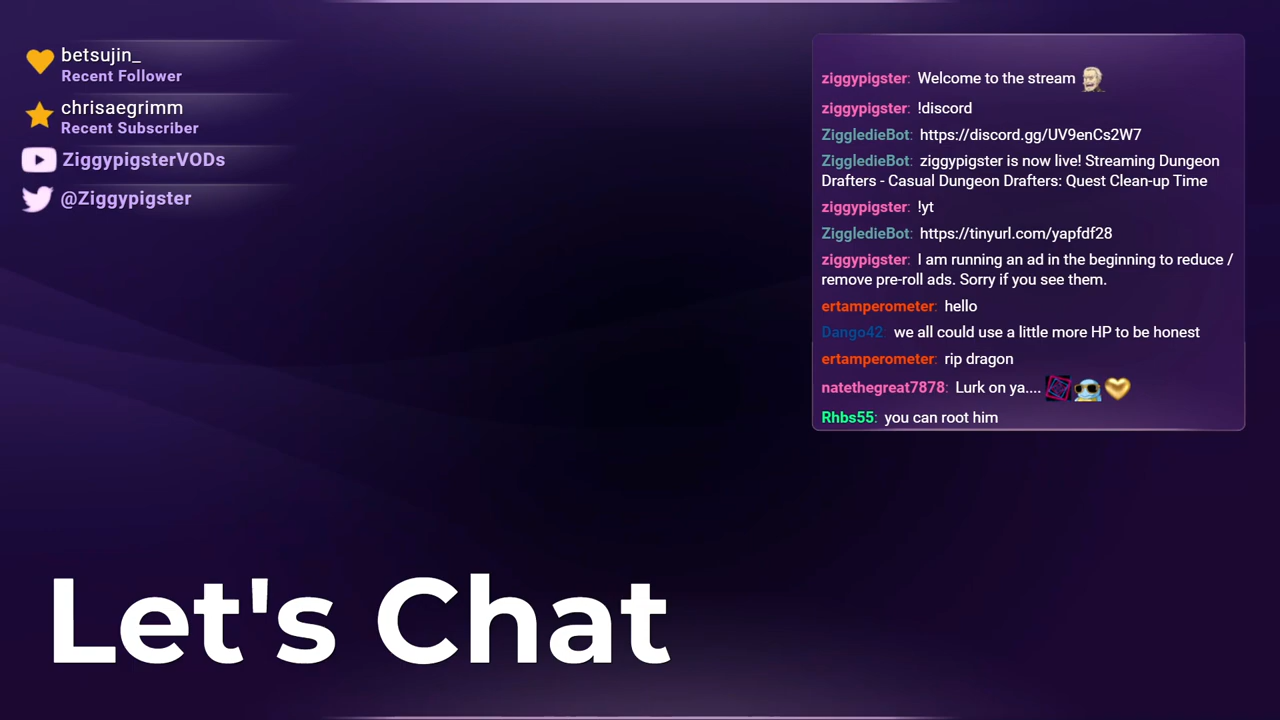 betsujin_
Recent Follower
chrisaegrimm
Recent Subscriber
ZiggypigsterVODs
@Ziggypigster
ziggypigster: Welcome to the stream
ziggypigster: !discord
ZiggledieBot: https://discord.gg/UV9enCs2W7
ZiggledieBot: ziggypigster is now live! Streaming Dungeon
Drafters - Casual Dungeon Drafters: Quest Clean-up Time
ziggypigster: !yt
ZiggledieBot: https://tinyurl.com/yapfdf28
ziggypigster: I am running an ad in the beginning to reduce /
remove pre-roll ads. Sorry if you see them.
ertamperometer: hello
Dango42: we all could use a little more HP to be honest
ertamperometer: rip dragon
natethegreat7878: Lurk on ya....
Rhbs55: you can root him
Let's Chat